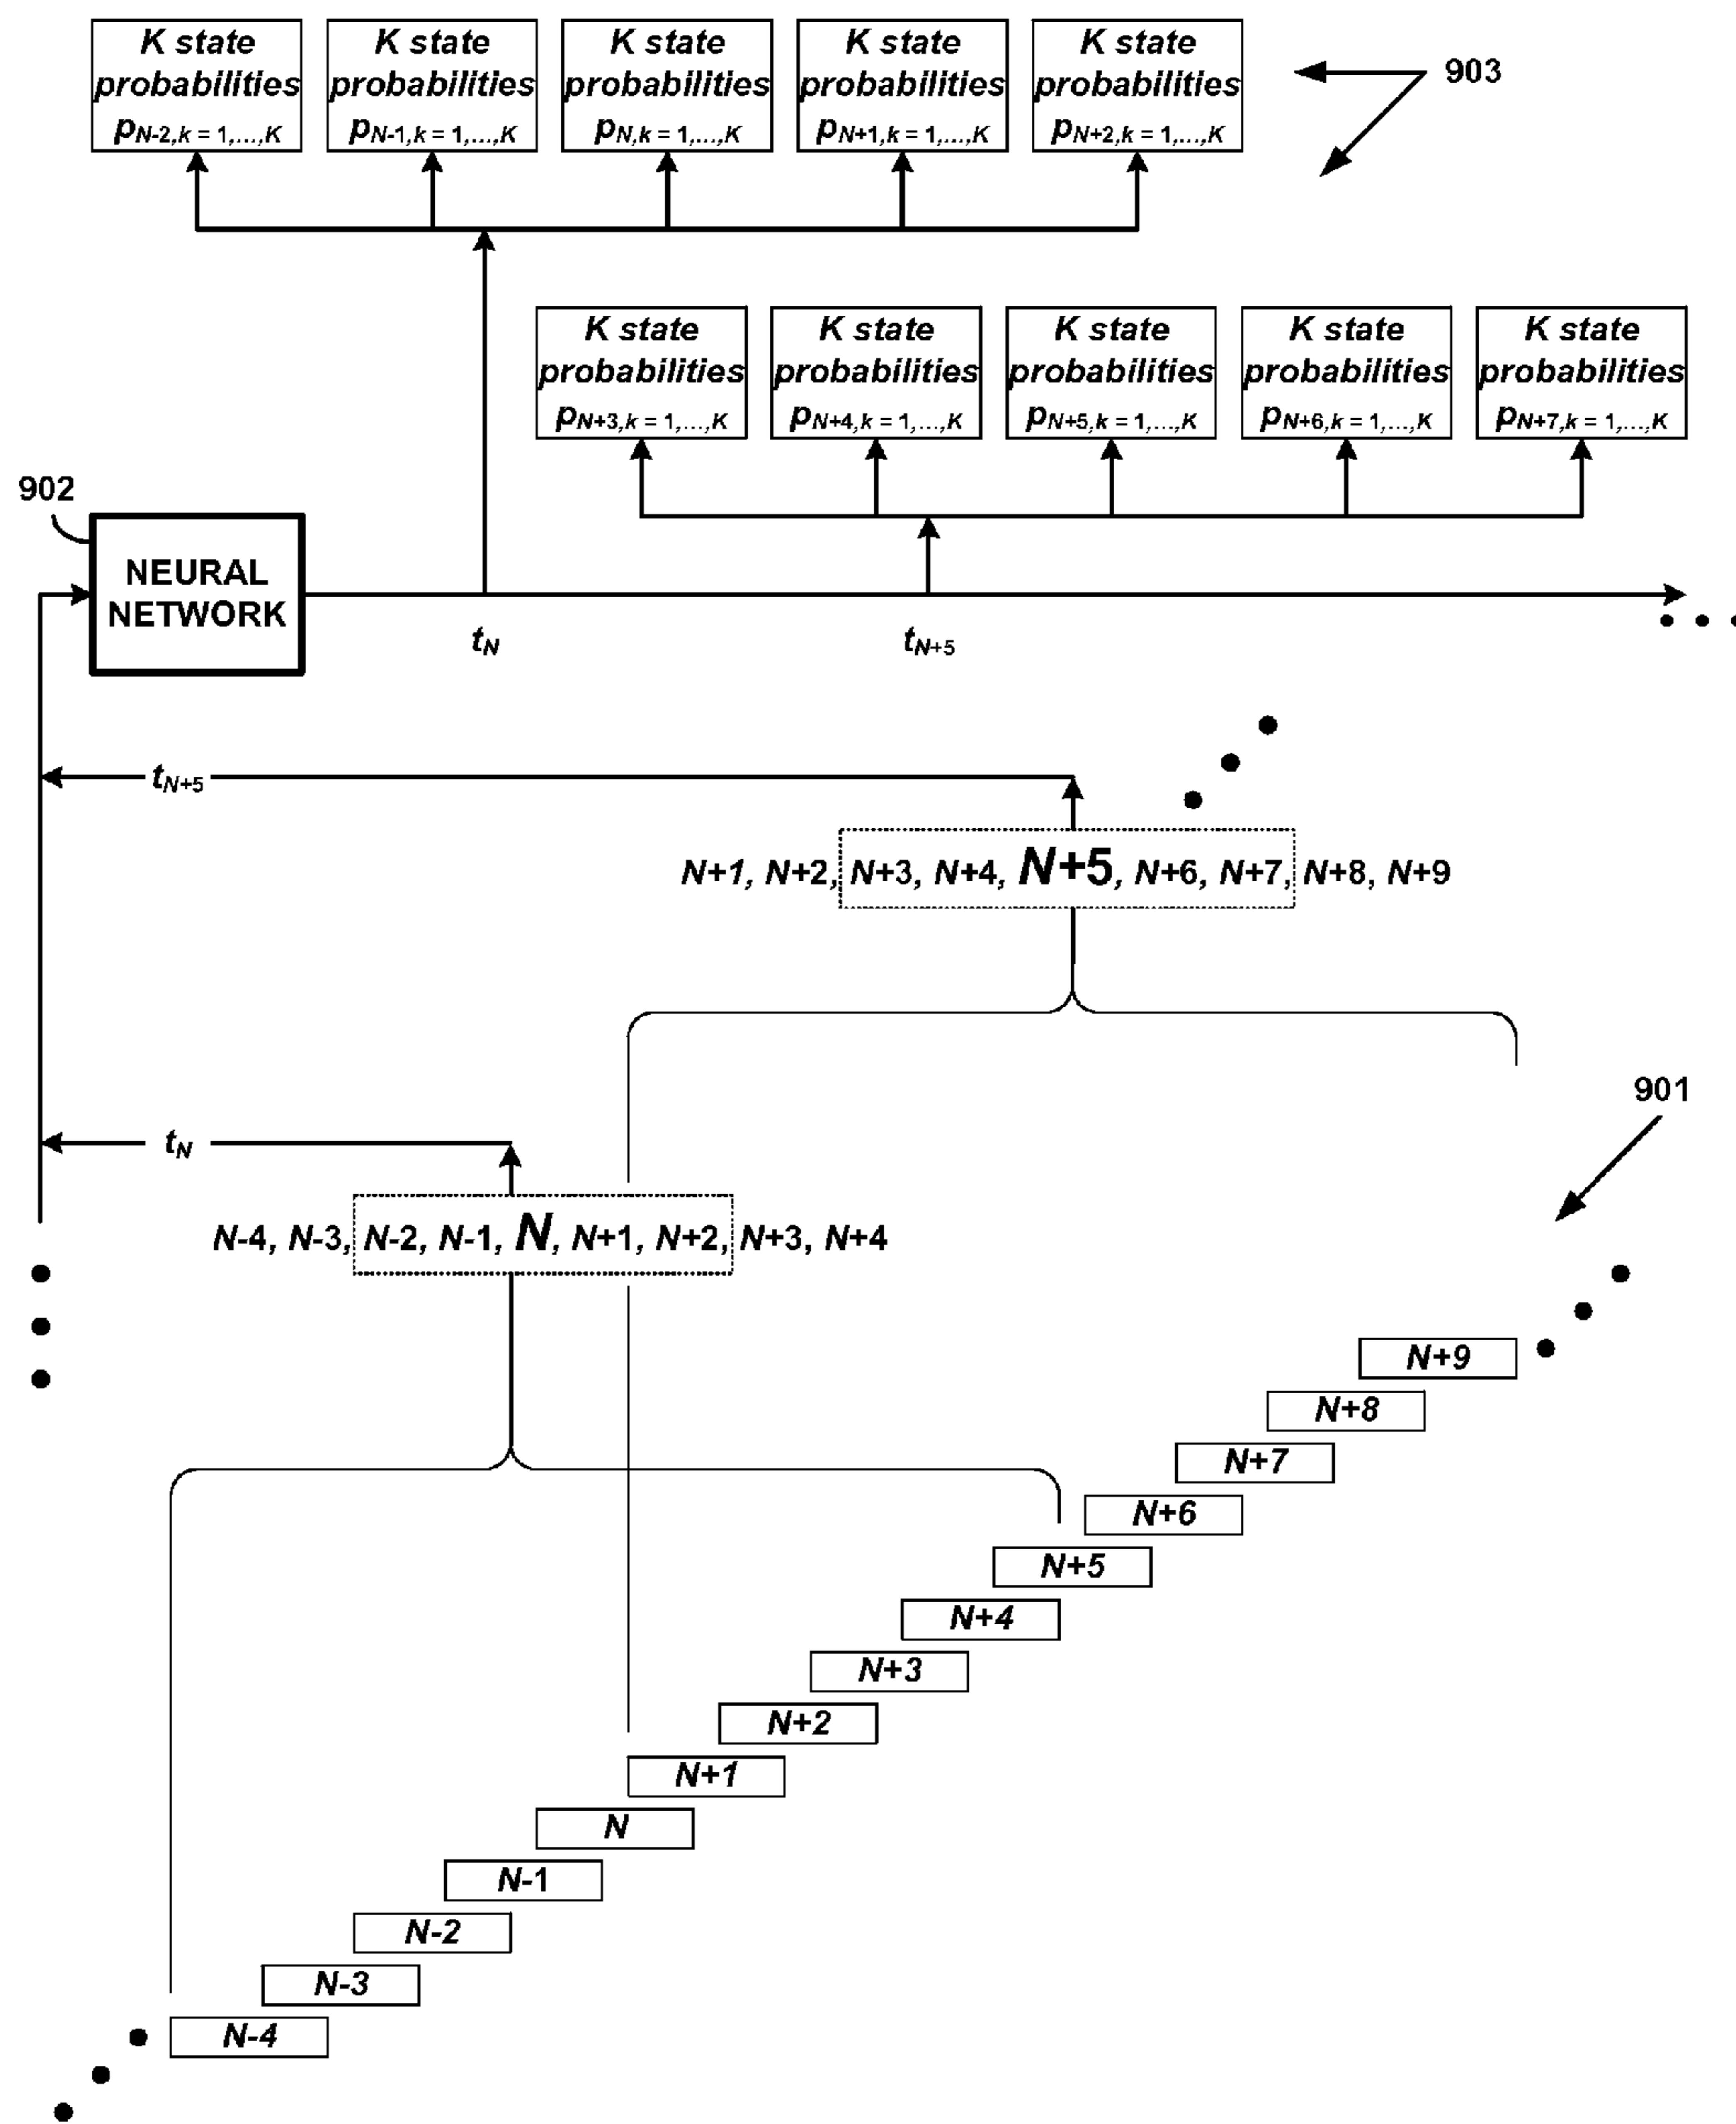 K state probabilities pN-2,k = 1,...,K
K state probabilities pN-1,k = 1,...,K
K state probabilities pN,k = 1,...,K
K state probabilities pN+1,k = 1,...,K
K state probabilities pN+2,k = 1,...,K
903
K state probabilities pN+3,k = 1,...,K
K state probabilities pN+4,k = 1,...,K
K state probabilities pN+5,k = 1,...,K
K state probabilities pN+6,k = 1,...,K
K state probabilities pN+7,k = 1,...,K
902
NEURAL
NETWORK
tN
tN+5
tN+5
N+1, N+2, N+3, N+4, N+5, N+6, N+7, N+8, N+9
901
tN
N-4, N-3, N-2, N-1, N, N+1, N+2, N+3, N+4
N+9
N+8
N+7
N+6
N+5
N+4
N+3
N+2
N+1
N
N-1
N-2
N-3
N-4